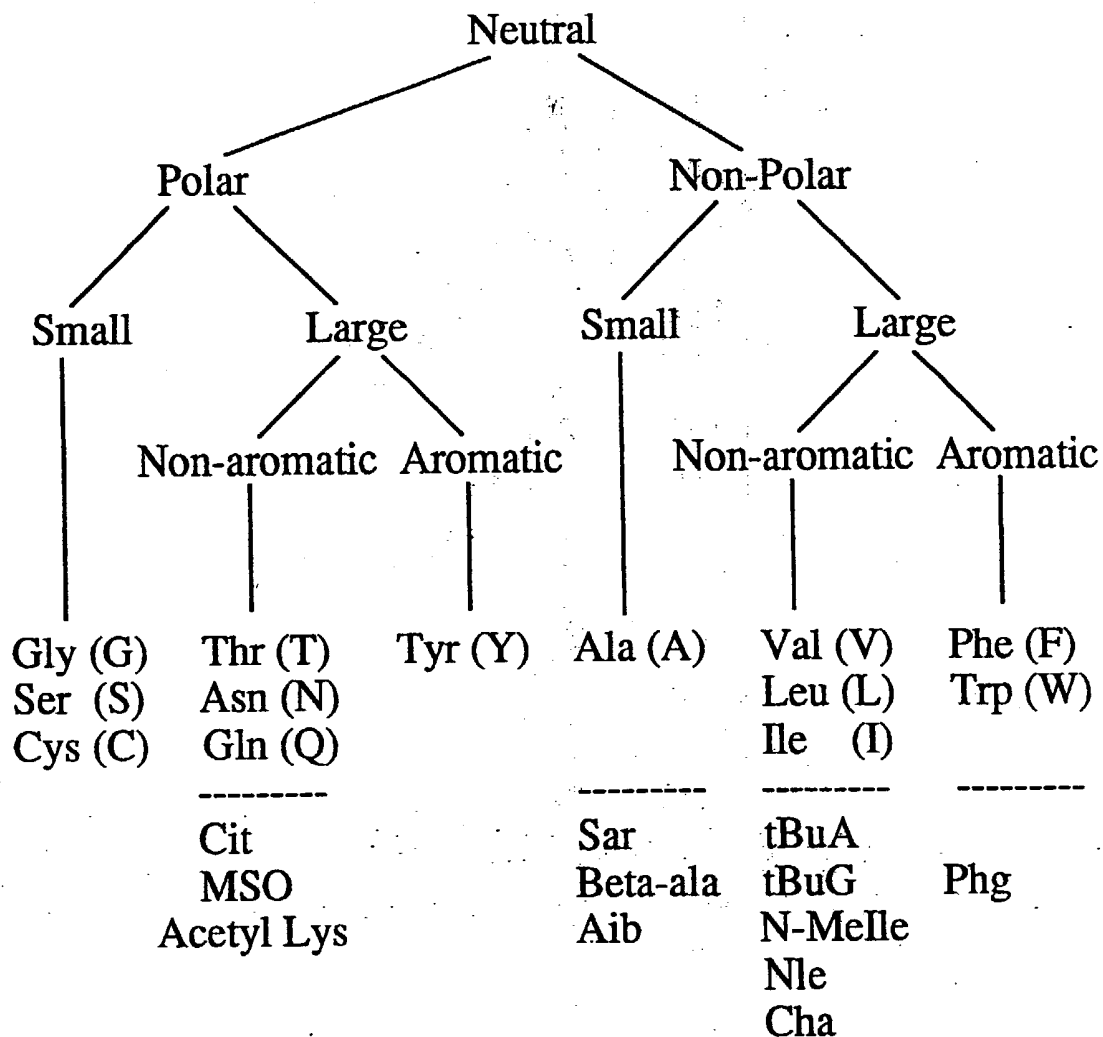 Neutral
Polar Non-Polar
Small Large Small Large
Non-aromatic Aromatic Non-aromatic Aromatic
Gly (G) Thr (T) Tyr (Y) Ala (A) Val (V) Phe (F)
Ser (S) Asn (N) Leu (L) Trp (W)
Cys (C) Gln (Q) Ile (I)
--------- --------- --------- ---------
Cit Sar tBuA
MSO Beta-ala tBuG Phg
Acetyl Lys Aib N-MeIle
Nle
Cha